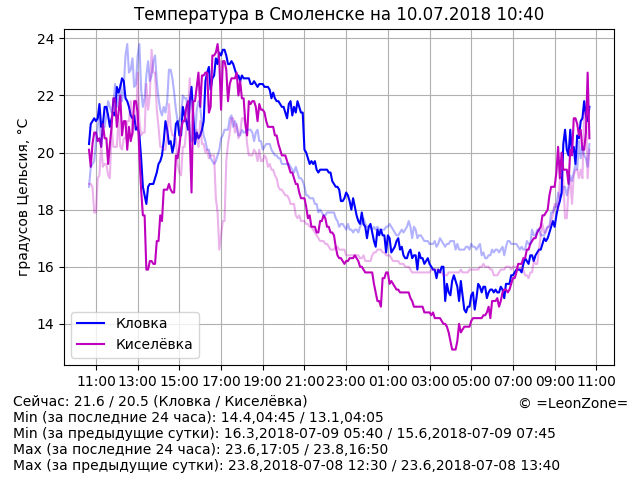 Температура в Смоленске на 10.07.2018 10:40
градусов Цельсия, °C
24
22
20
18
16
14
Кловка
Киселёвка
11:00 13:00 15:00 17:00 19:00 21:00 23:00 01:00 03:00 05:00 07:00 09:00 11:00
Сейчас: 21.6 / 20.5 (Кловка / Киселёвка)
© =LeonZone=
Min (за последние 24 часа): 14.4,04:45 / 13.1,04:05
Min (за предыдущие сутки): 16.3,2018-07-09 05:40 / 15.6,2018-07-09 07:45
Max (за последние 24 часа): 23.6,17:05 / 23.8,16:50
Max (за предыдущие сутки): 23.8,2018-07-08 12:30 / 23.6,2018-07-08 13:40